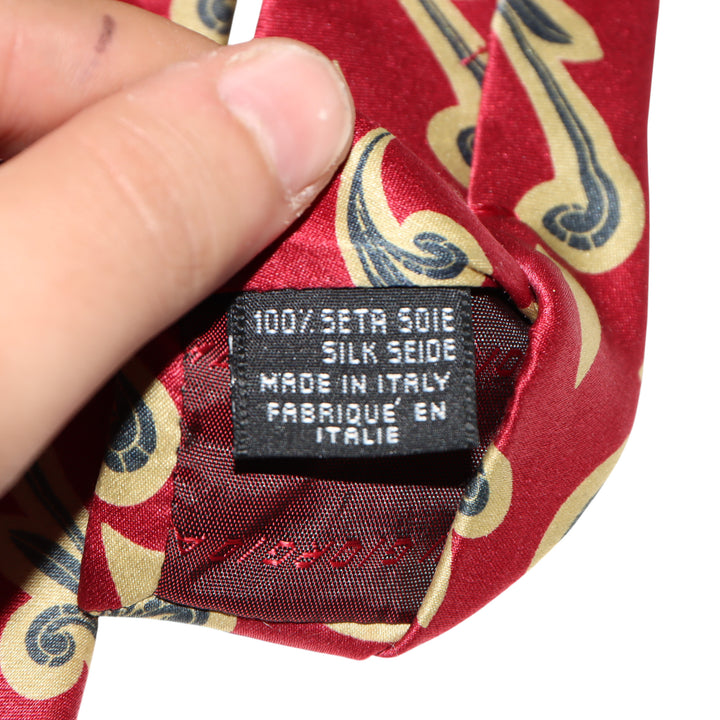 100% SETA SOIE
SILK SEIDE
MADE IN ITALY
FABRIQUÉ EN
ITALIE